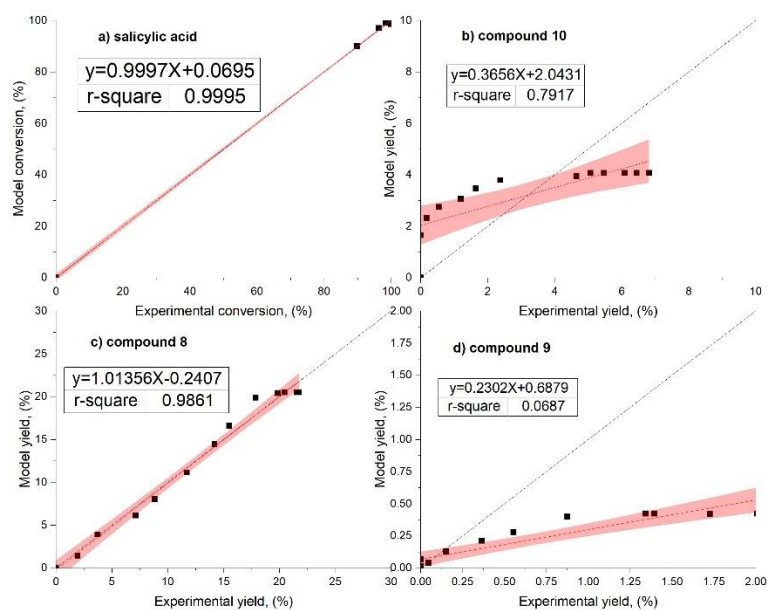 a) salicylic acid
y=0.9997X+0.0695
r-square 0.9995
Model conversion, (%)
100
80
60
40
20
0
0 20 40 60 80 100
Experimental conversion, (%)
b) compound 10
y=0.3656X+2.0431
r-square 0.7917
Model yield, (%)
10
8
6
4
2
0
0 2 4 6 8 10
Experimental yield, (%)
c) compound 8
y=1.01356X-0.2407
r-square 0.9861
Model yield, (%)
30
25
20
15
10
5
0
0 5 10 15 20 25 30
Experimental yield, (%)
d) compound 9
y=0.2302X+0.6879
r-square 0.0687
Model yield, (%)
2.00
1.75
1.50
1.25
1.00
0.75
0.50
0.25
0.00
0.00 0.25 0.50 0.75 1.00 1.25 1.50 1.75 2.00
Experimental yield, (%)